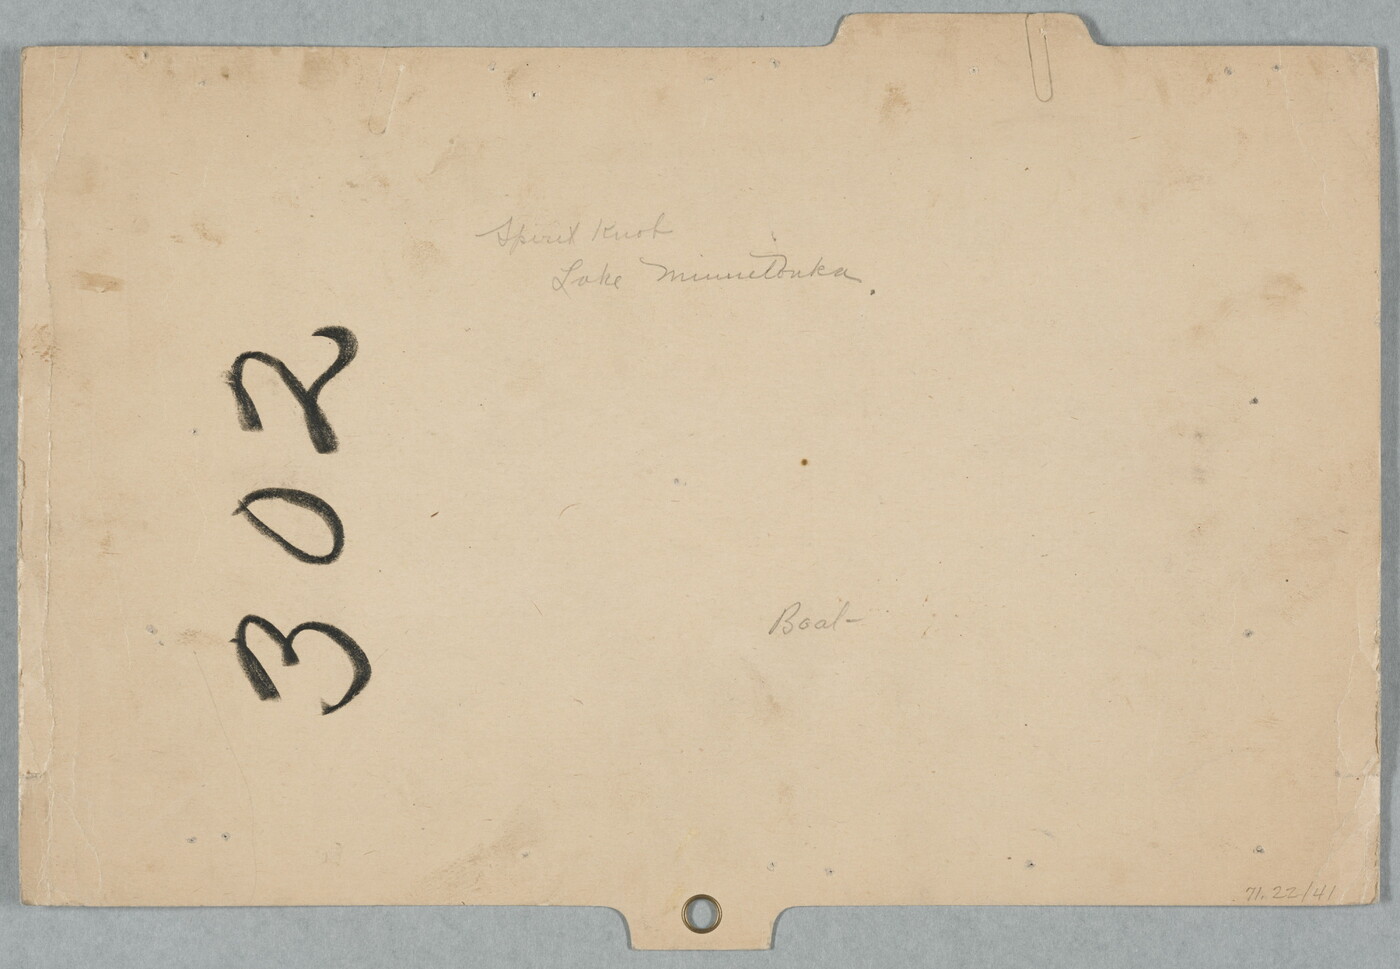 Spirit Knob
Lake Minnetonka.
302
Boat
71.22/41